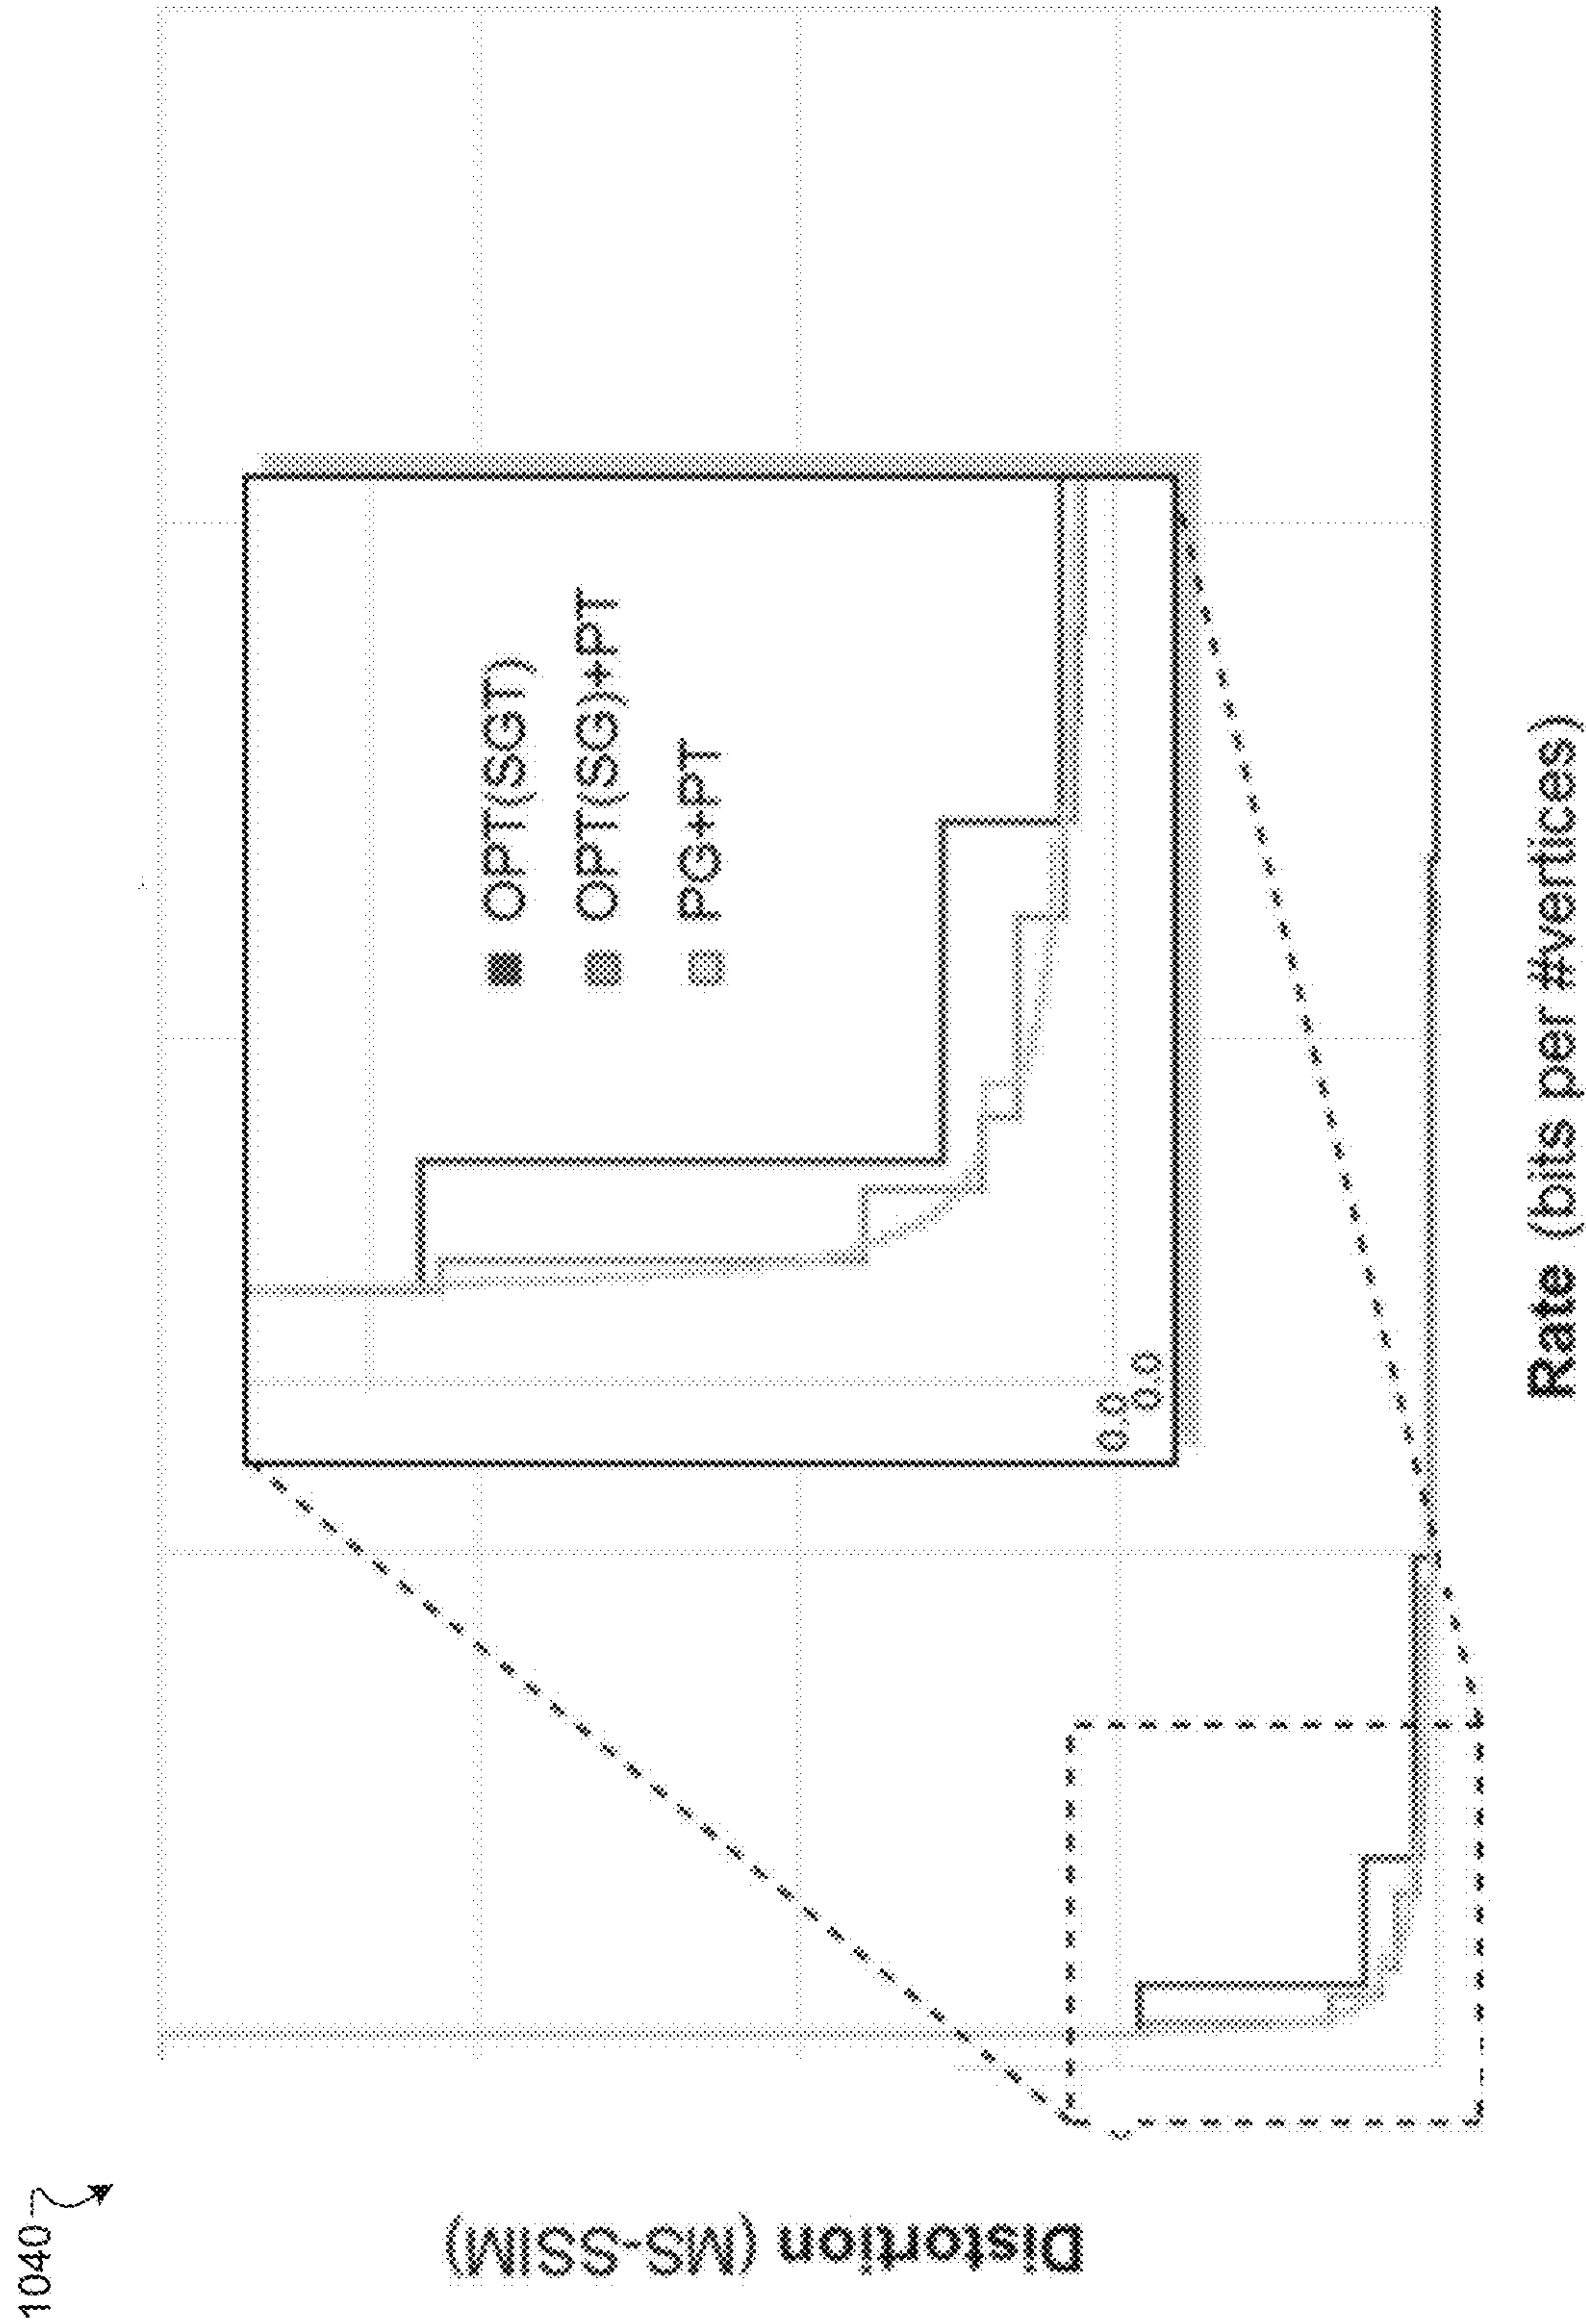 1040
Distortion (MS-SSIM)
OPT(SGT)
OPT(SG)+PT
PG+PT
0.0
0.0
Rate (bits per #vertices)